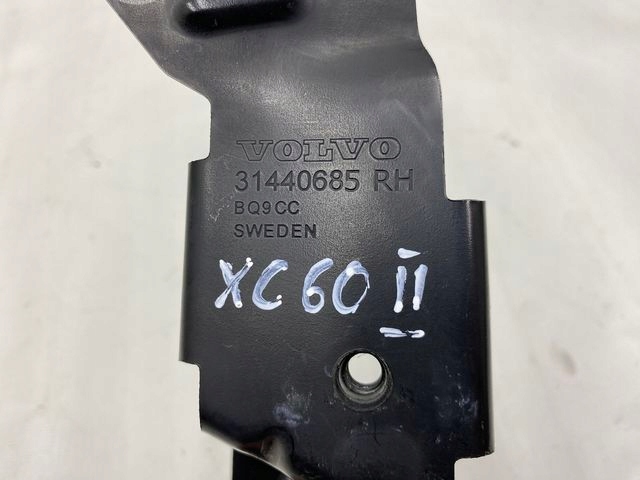 VOLVO
31440685 RH
BQ9CC
SWEDEN
XC60 II